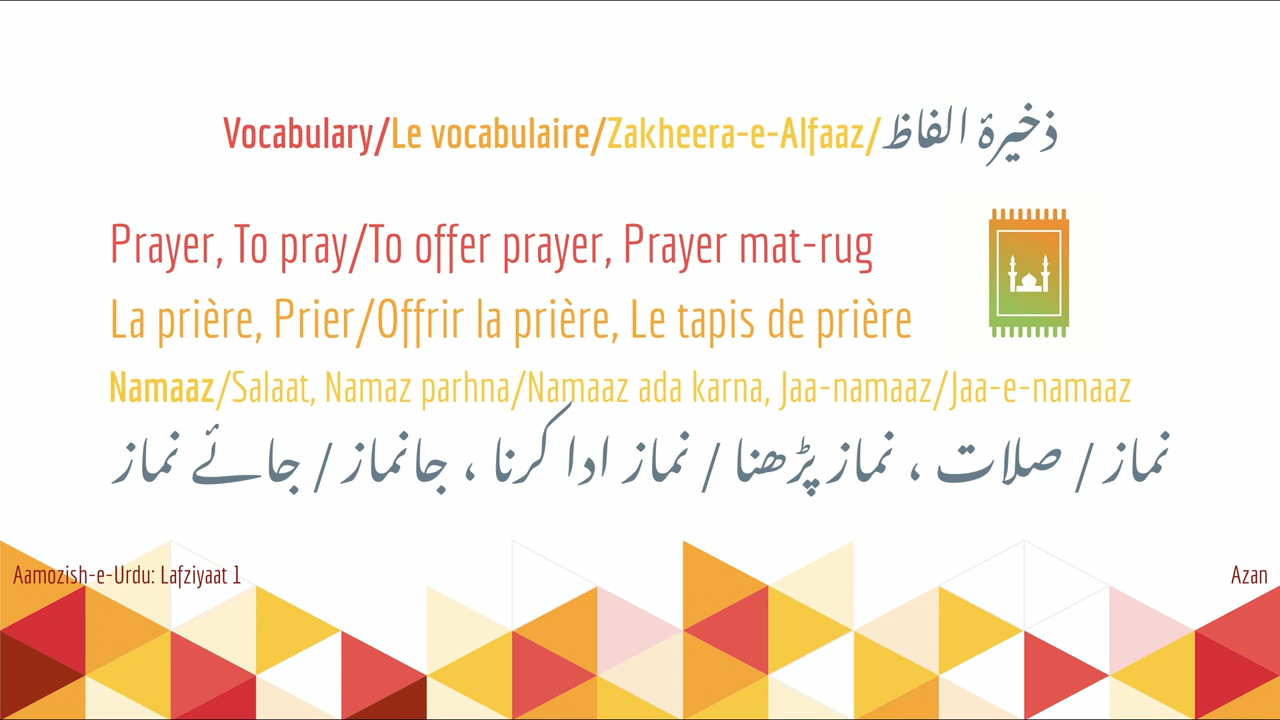 Vocabulary/Le vocabulaire/Zakheera-e-Alfaaz/ذخیرۂ الفاظ
Prayer, To pray/To offer prayer, Prayer mat-rug
La prière, Prier/Offrir la prière, Le tapis de prière
Namaaz/Salaat, Namaz parhna/Namaaz ada karna, Jaa-namaaz/Jaa-e-namaaz
نماز / صلات ، نماز پڑھنا / نماز ادا کرنا ، جانماز / جائے نماز
Aamozish-e-Urdu: Lafziyaat 1
Azan